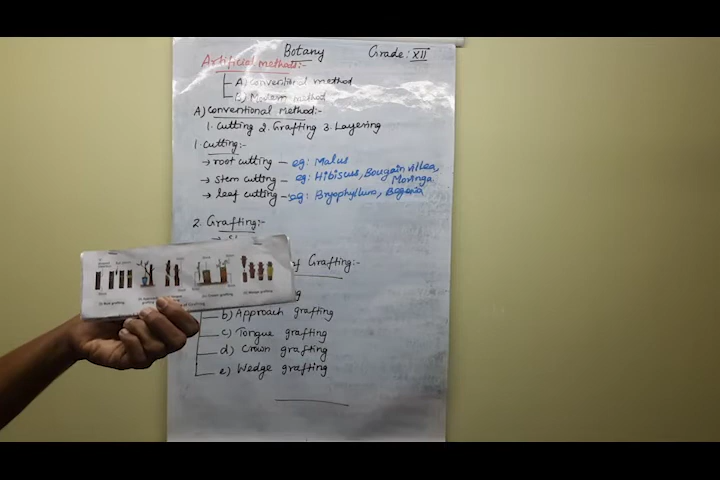 Botany Grade: XII
Artificial methods:-
A) Conventional method
B) Modern method
A) Conventional Method:-
1. Cutting 2. Grafting 3. Layering
1. Cutting:-
→ root cutting - eg: Malus
→ stem cutting - eg: Hibiscus, Bougainvillea, Moringa
→ leaf cutting - eg: Bryophyllum, Begonia
2. Grafting:-
of Grafting:-
b) Approach grafting
c) Tongue grafting
d) Crown grafting
e) Wedge grafting